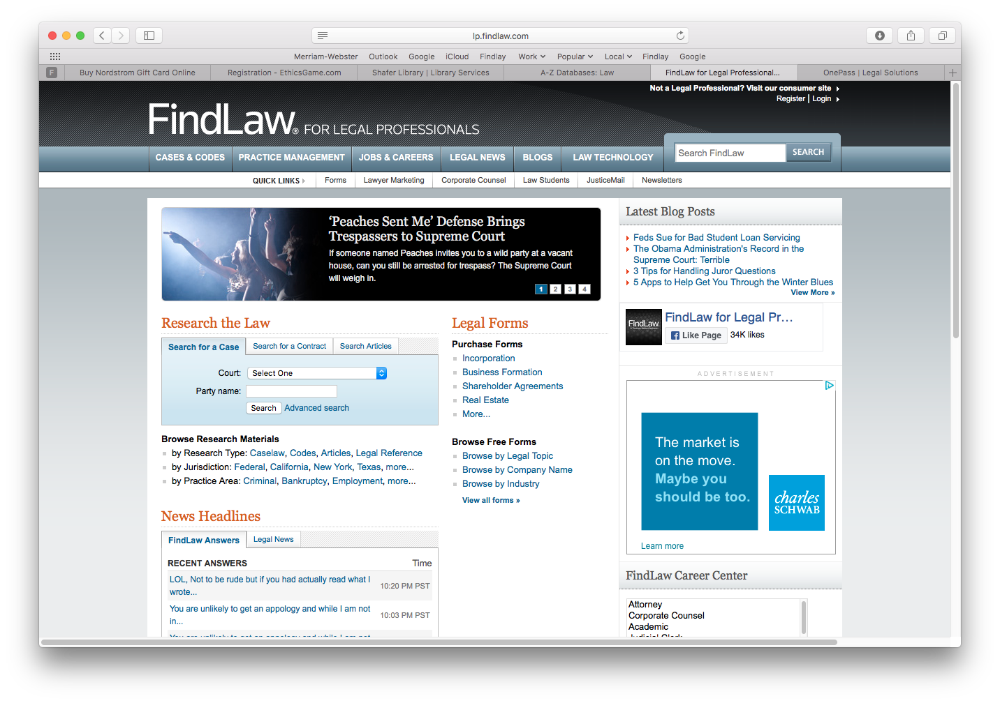 lp.findlaw.com
Merriam-Webster Outlook Google iCloud Findlay Work Popular Local Findlay Google
F Buy Nordstrom Gift Card Online Registration - EthicsGame.com Shafer Library | Library Services A-Z Databases: Law FindLaw for Legal Professional... OnePass | Legal Solutions
Not a Legal Professional? Visit our consumer site
Register | Login
FindLaw® FOR LEGAL PROFESSIONALS
CASES & CODES PRACTICE MANAGEMENT JOBS & CAREERS LEGAL NEWS BLOGS LAW TECHNOLOGY Search FindLaw SEARCH
QUICK LINKS Forms Lawyer Marketing Corporate Counsel Law Students JusticeMail Newsletters
‘Peaches Sent Me’ Defense Brings
Trespassers to Supreme Court
If someone named Peaches invites you to a wild party at a vacant
house, can you still be arrested for trespass? The Supreme Court
will weigh in.
1 2 3 4
Research the Law
Search for a Case Search for a Contract Search Articles
Court: Select One
Party name:
Search Advanced search
Browse Research Materials
by Research Type: Caselaw, Codes, Articles, Legal Reference
by Jurisdiction: Federal, California, New York, Texas, more...
by Practice Area: Criminal, Bankruptcy, Employment, more...
News Headlines
FindLaw Answers Legal News
RECENT ANSWERS Time
LOL, Not to be rude but if you had actually read what I
wrote... 10:20 PM PST
You are unlikely to get an appology and while I am not
in... 10:03 PM PST
You are unlikely to get an appology and while I am not
Legal Forms
Purchase Forms
Incorporation
Business Formation
Shareholder Agreements
Real Estate
More...
Browse Free Forms
Browse by Legal Topic
Browse by Company Name
Browse by Industry
View all forms »
Latest Blog Posts
Feds Sue for Bad Student Loan Servicing
The Obama Administration's Record in the
Supreme Court: Terrible
3 Tips for Handling Juror Questions
5 Apps to Help Get You Through the Winter Blues
View More »
FindLaw
FindLaw for Legal Pr…
Like Page 34K likes
ADVERTISEMENT
The market is
on the move.
Maybe you
should be too.
charles
SCHWAB
Learn more
FindLaw Career Center
Attorney
Corporate Counsel
Academic
Judicial Clerk